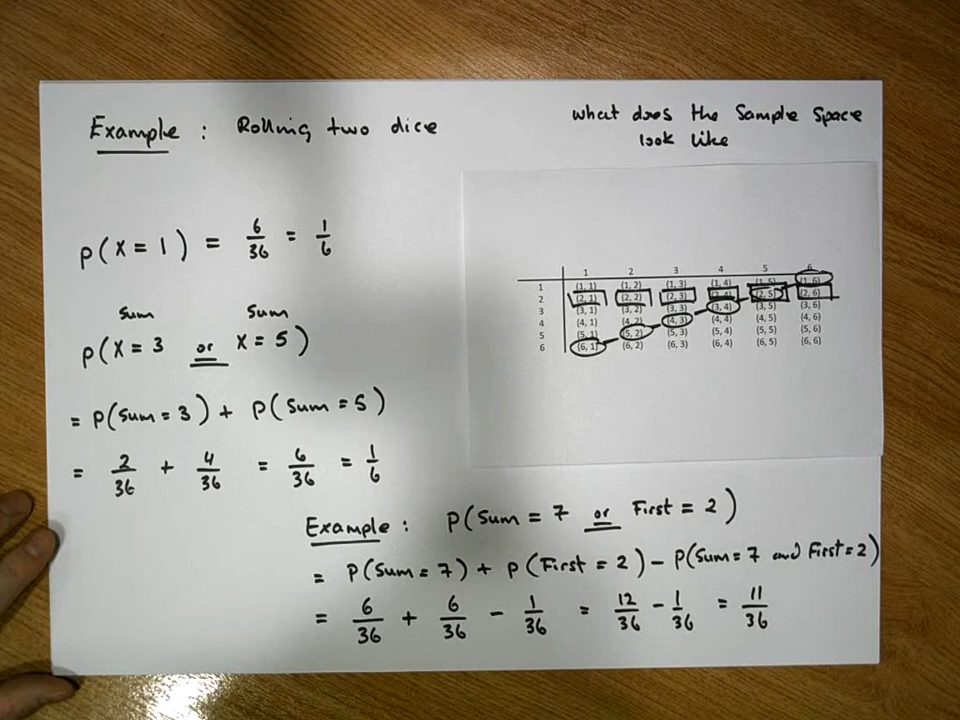 Example : Rolling two dice
what does the Sample Space
look like
P(X = 1) = 6/36 = 1/6
sum sum
P(X = 3 or X = 5)
= P(Sum = 3) + P(Sum = 5)
= 2/36 + 4/36 = 6/36 = 1/6
1 2 3 4 5 6
1 (1, 1) (1, 2) (1, 3) (1, 4) (1, 5) (1, 6)
2 (2, 1) (2, 2) (2, 3) (2, 4) (2, 5) (2, 6)
3 (3, 1) (3, 2) (3, 3) (3, 4) (3, 5) (3, 6)
4 (4, 1) (4, 2) (4, 3) (4, 4) (4, 5) (4, 6)
5 (5, 1) (5, 2) (5, 3) (5, 4) (5, 5) (5, 6)
6 (6, 1) (6, 2) (6, 3) (6, 4) (6, 5) (6, 6)
Example : P(Sum = 7 or First = 2)
= P(Sum = 7) + P(First = 2) - P(Sum = 7 and First = 2)
= 6/36 + 6/36 - 1/36 = 12/36 - 1/36 = 11/36